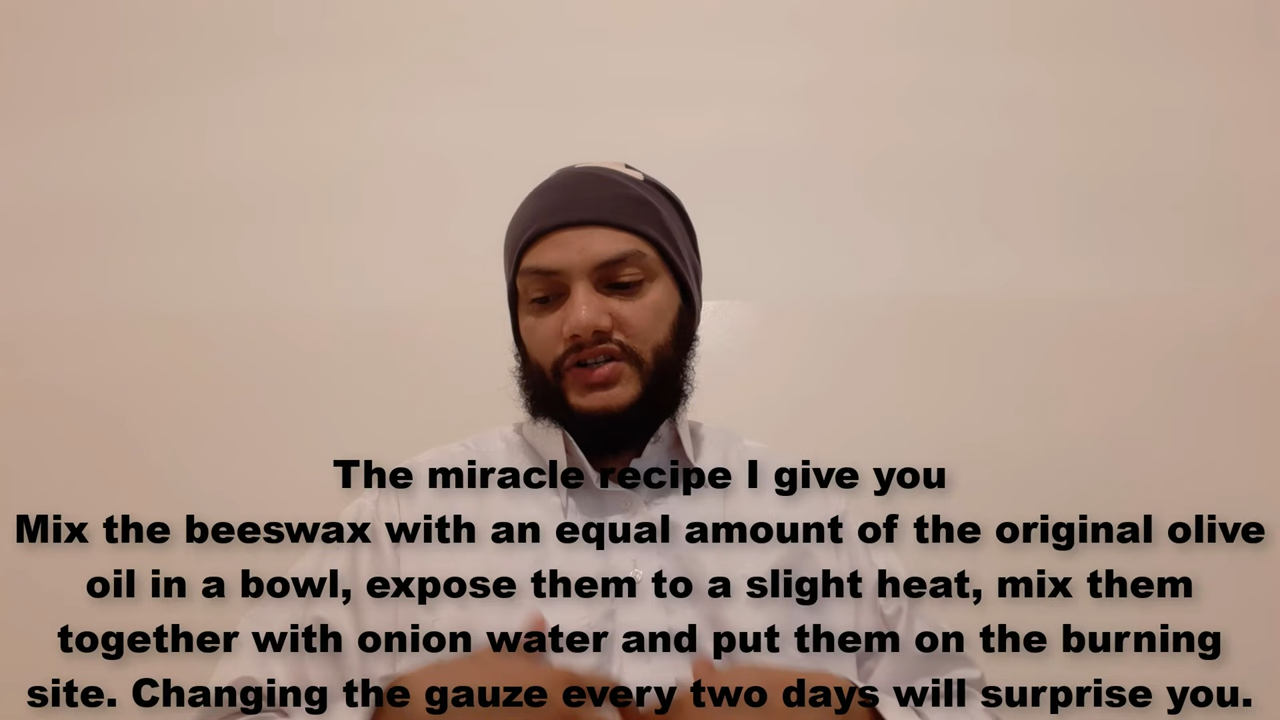 The miracle recipe I give you
Mix the beeswax with an equal amount of the original olive
oil in a bowl, expose them to a slight heat, mix them
together with onion water and put them on the burning
site. Changing the gauze every two days will surprise you.